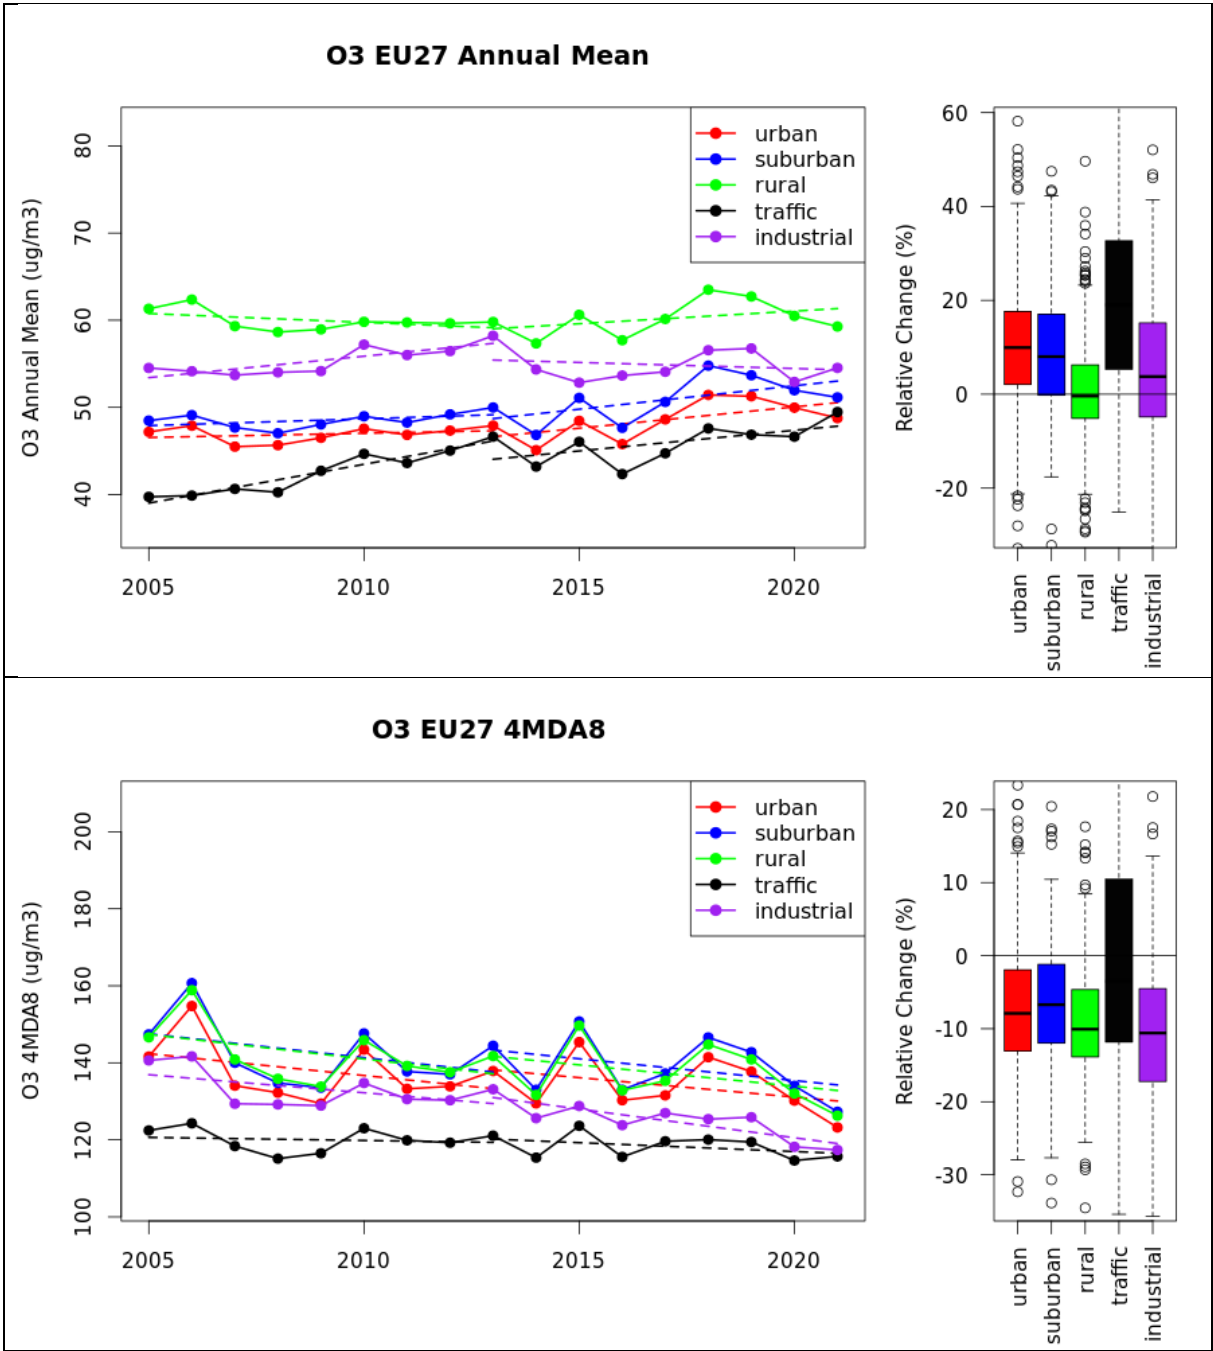 O3 EU27 Annual Mean
O3 Annual Mean (ug/m3)
80
70
60
50
40
2005 2010 2015 2020
urban
suburban
rural
traffic
industrial
Relative Change (%)
60
40
20
0
-20
urban
suburban
rural
traffic
industrial
O3 EU27 4MDA8
O3 4MDA8 (ug/m3)
200
180
160
140
120
100
2005 2010 2015 2020
urban
suburban
rural
traffic
industrial
Relative Change (%)
20
10
0
-10
-20
-30
urban
suburban
rural
traffic
industrial